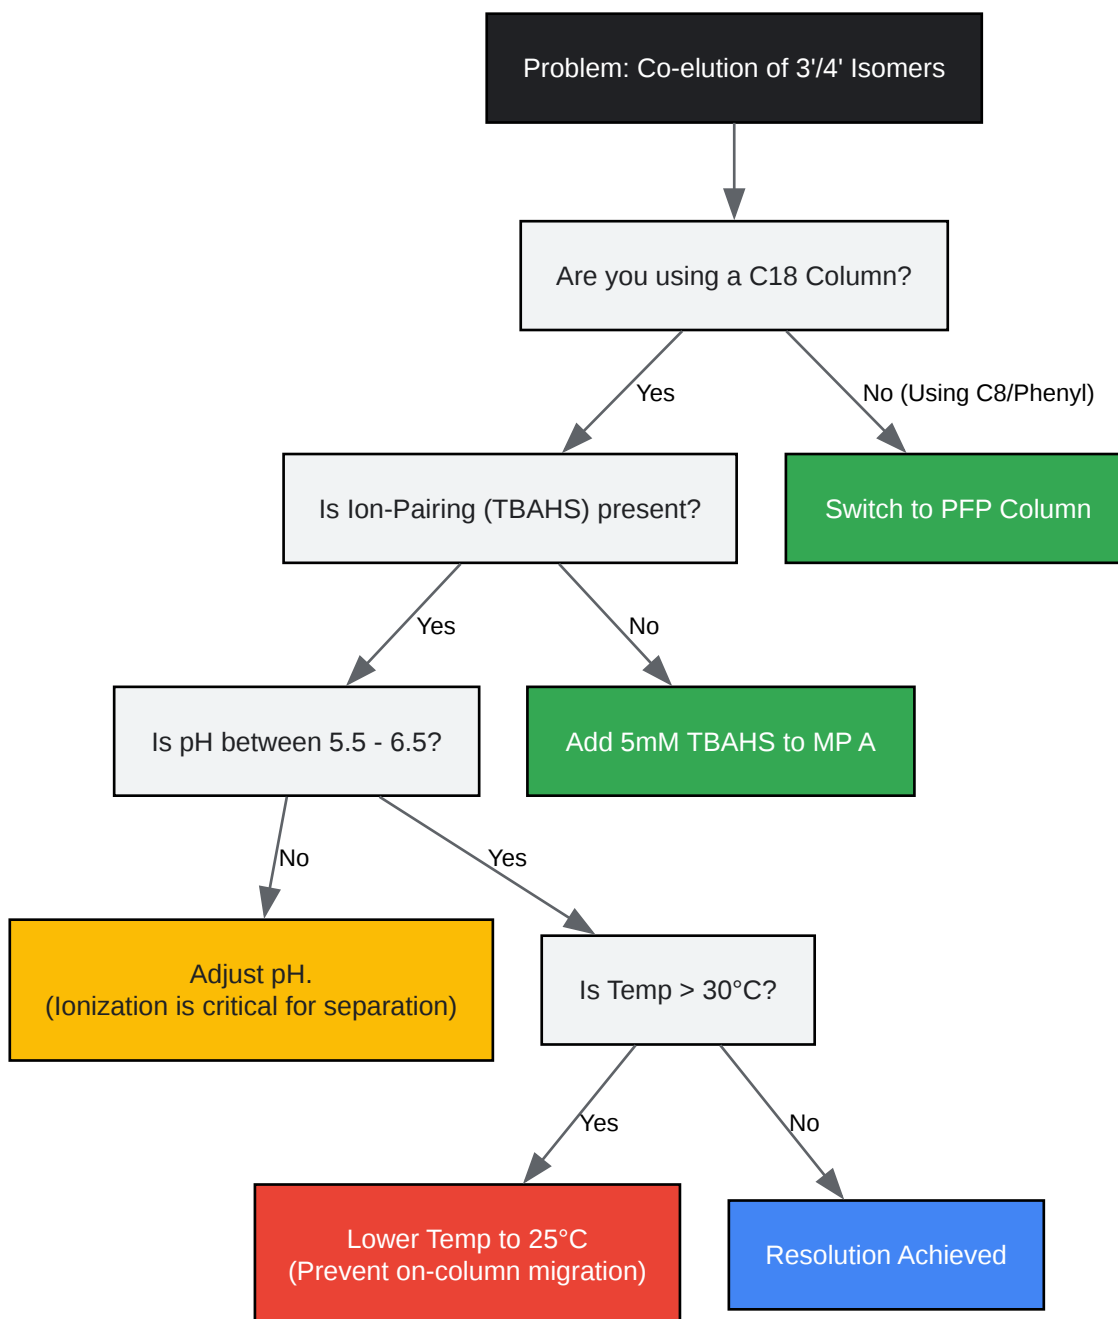 Problem: Co-elution of 3'/4' Isomers
Are you using a C18 Column?
Yes
No (Using C8/Phenyl)
Is Ion-Pairing (TBAHS) present?
Switch to PFP Column
Yes
No
Is pH between 5.5 - 6.5?
Add 5mM TBAHS to MP A
No
Yes
Adjust pH.
(Ionization is critical for separation)
Is Temp > 30°C?
Yes
No
Lower Temp to 25°C
(Prevent on-column migration)
Resolution Achieved